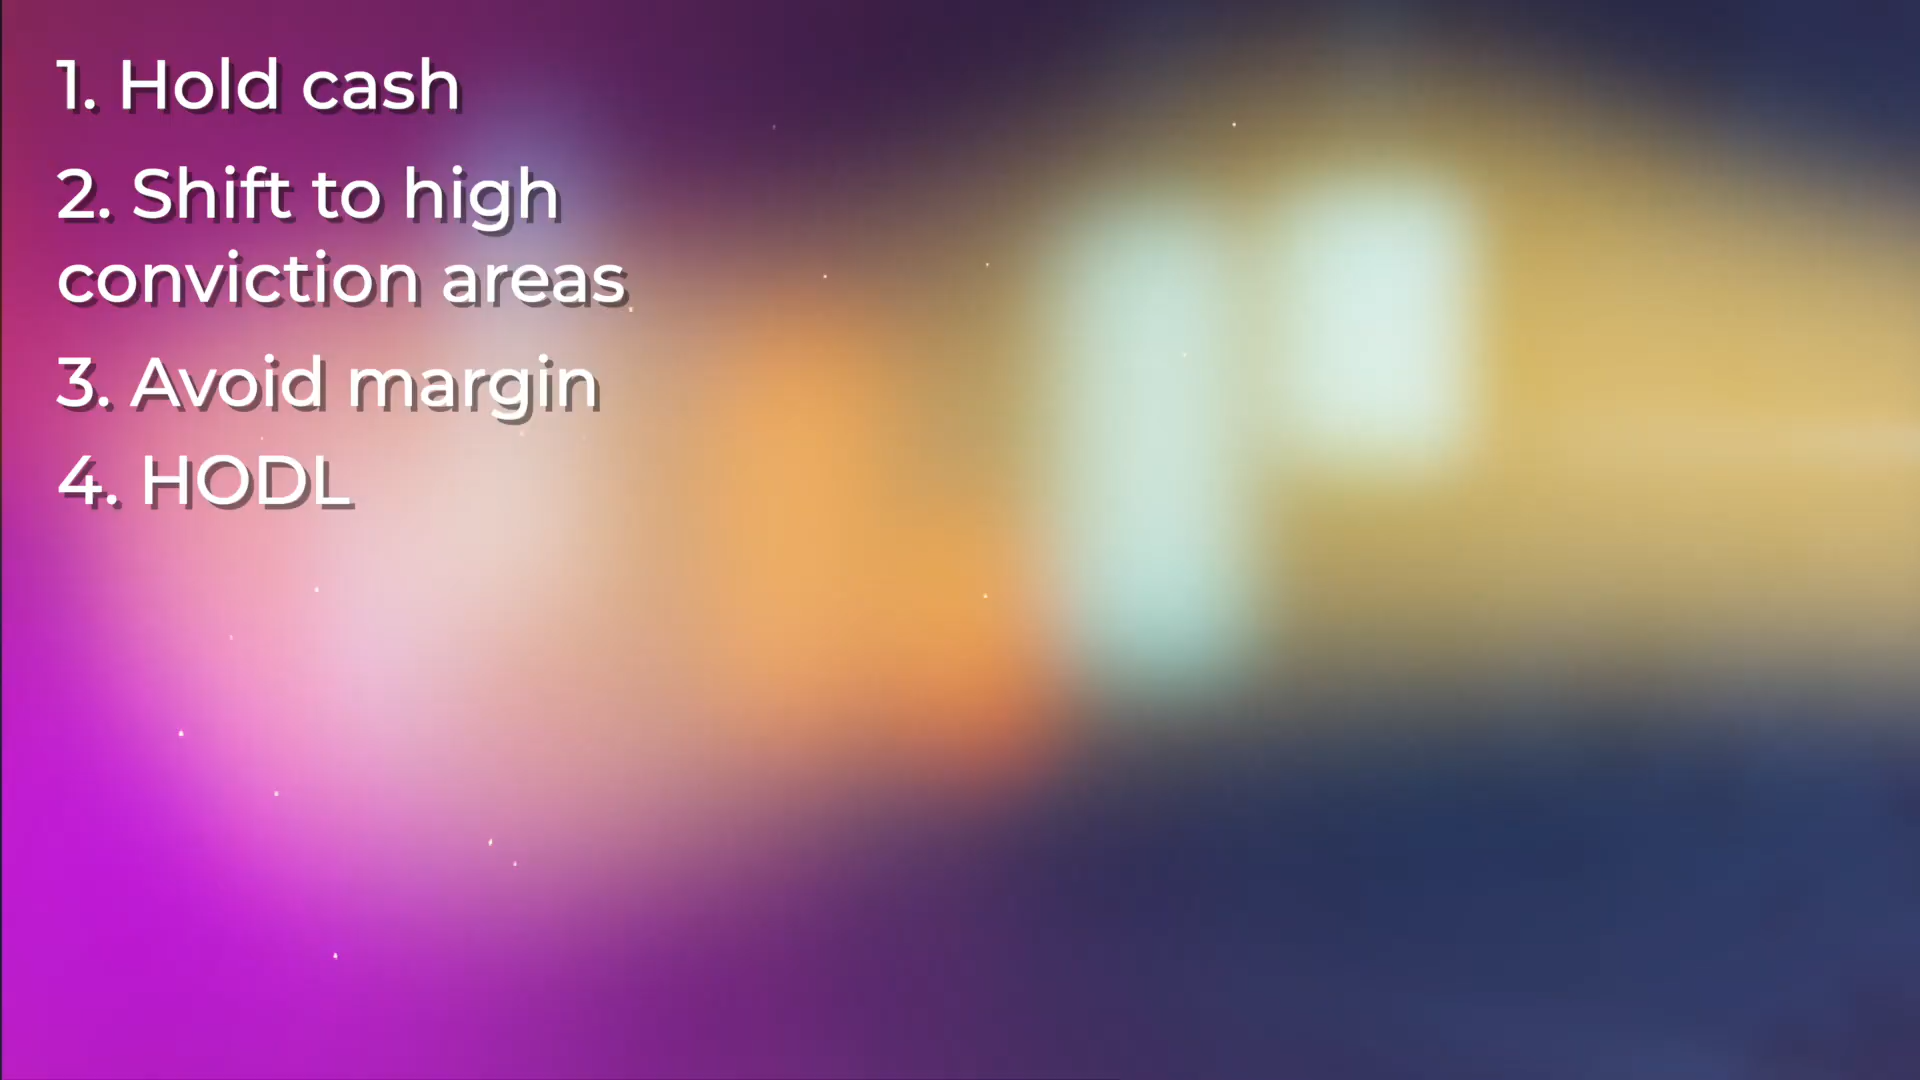 1. Hold cash
2. Shift to high
conviction areas
3. Avoid margin
4. HODL